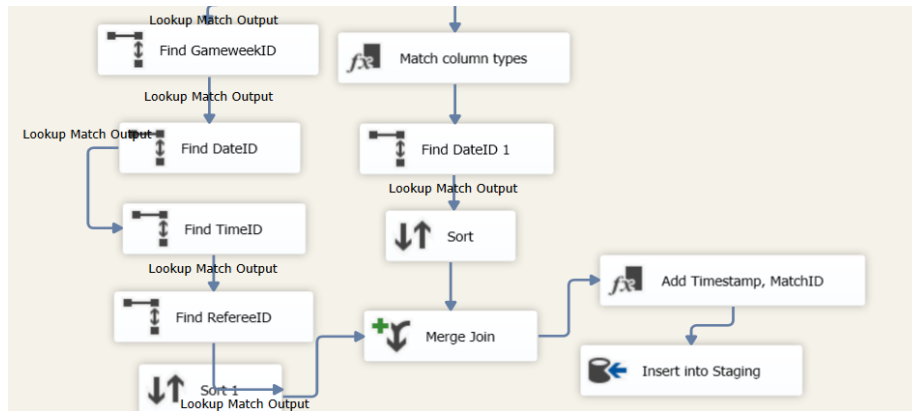 Lookup Match Output
Find GameweekID
Match column types
Lookup Match Output
Lookup Match Output
Find DateID
Find DateID 1
Lookup Match Output
Find TimeID
Sort
Lookup Match Output
Add Timestamp, MatchID
Find RefereeID
Merge Join
Insert into Staging
Sort 1
Lookup Match Output